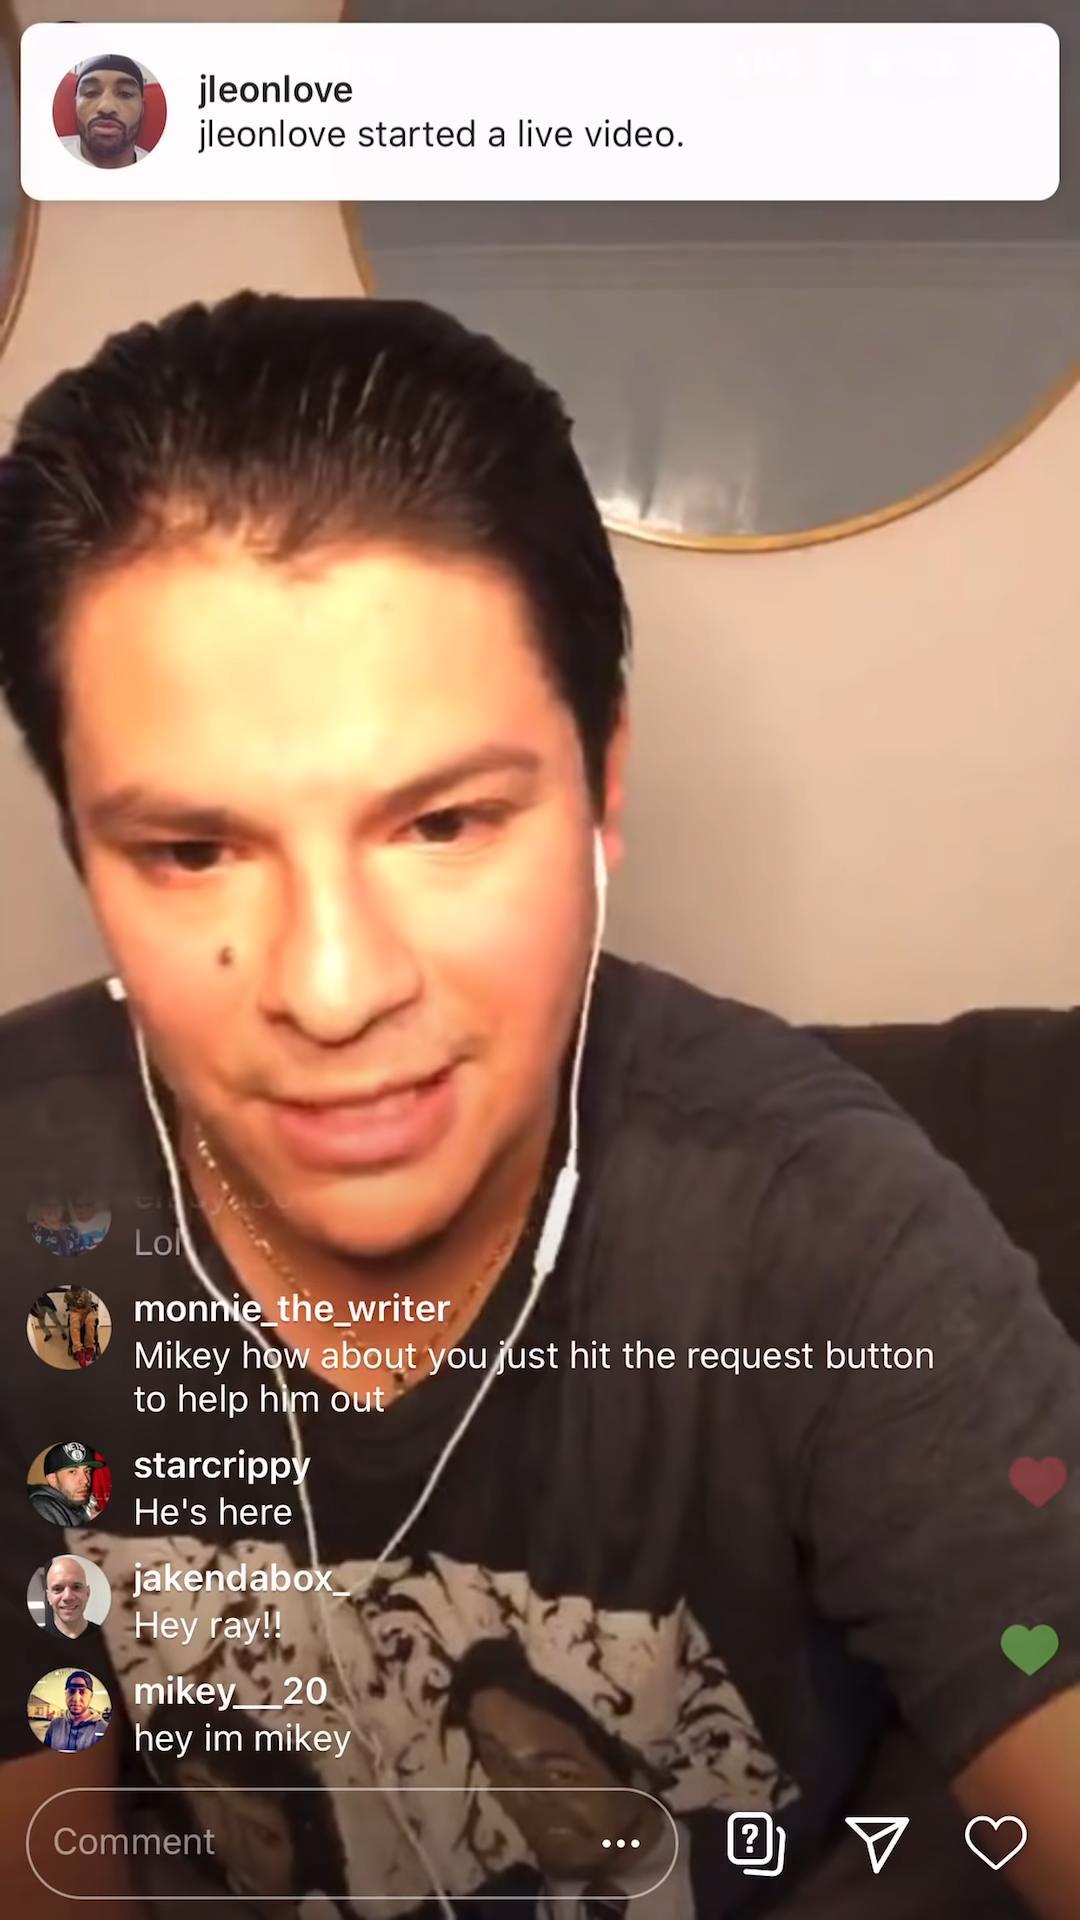 jleonlove
jleonlove started a live video.
Lol
monnie_the_writer
Mikey how about you just hit the request button
to help him out
starcrippy
He's here
jakendabox_
Hey ray!!
mikey___20
hey im mikey
Comment